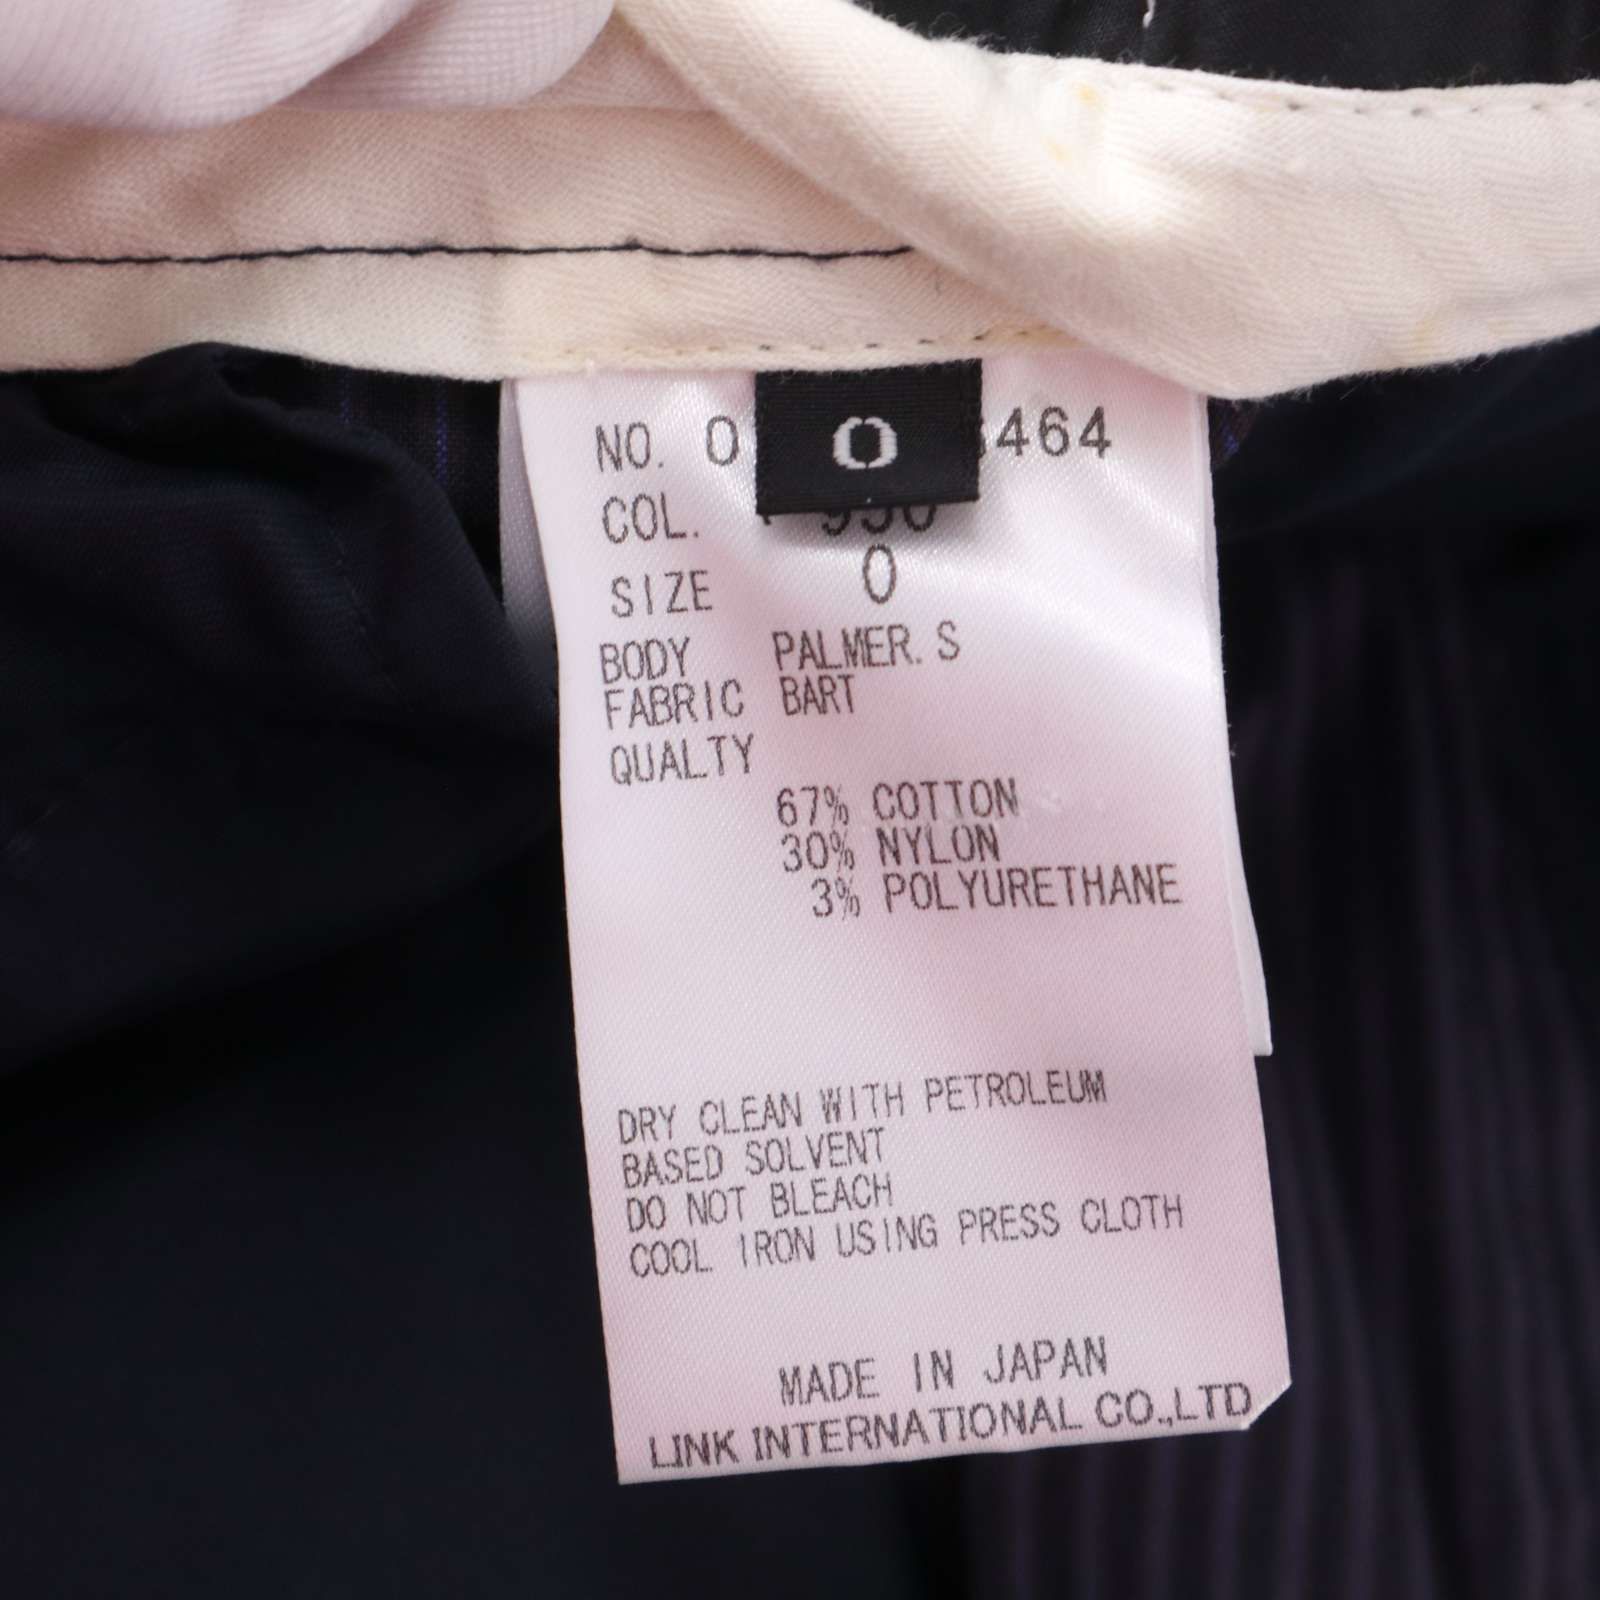 0
NO. 0 464
COL.
SIZE 0
BODY PALMER. S
FABRIC BART
QUALTY
67% COTTON
30% NYLON
3% POLYURETHANE
DRY CLEAN WITH PETROLEUM
BASED SOLVENT
DO NOT BLEACH
COOL IRON USING PRESS CLOTH
MADE IN JAPAN
LINK INTERNATIONAL CO.,LTD